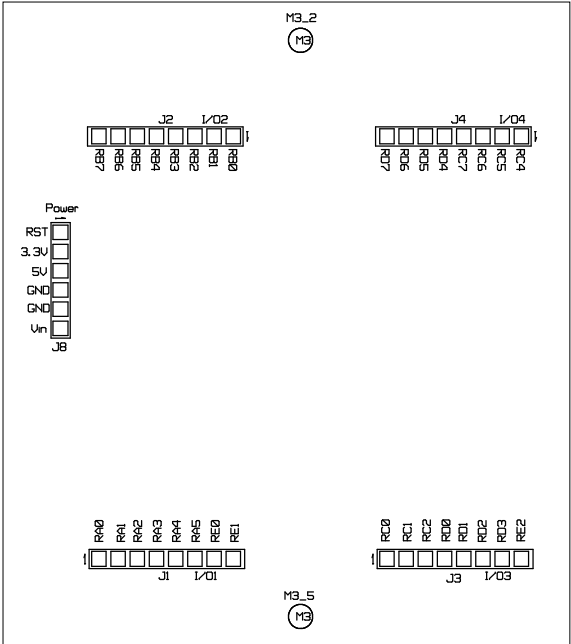 M3_2
M3
J2 I/O2
J4 I/O4
1
1
RB7 RB6 RB5 RB4 RB3 RB2 RB1 RB0
RD7 RD6 RD5 RD4 RC7 RC6 RC5 RC4
Power
1
RST
3.3V
5V
GND
GND
Vin
J8
RA0 RA1 RA2 RA3 RA4 RA5 RE0 RE1
RC0 RC1 RC2 RD0 RD1 RD2 RD3 RE2
1
1
J1 I/O1
J3 I/O3
M3_5
M3